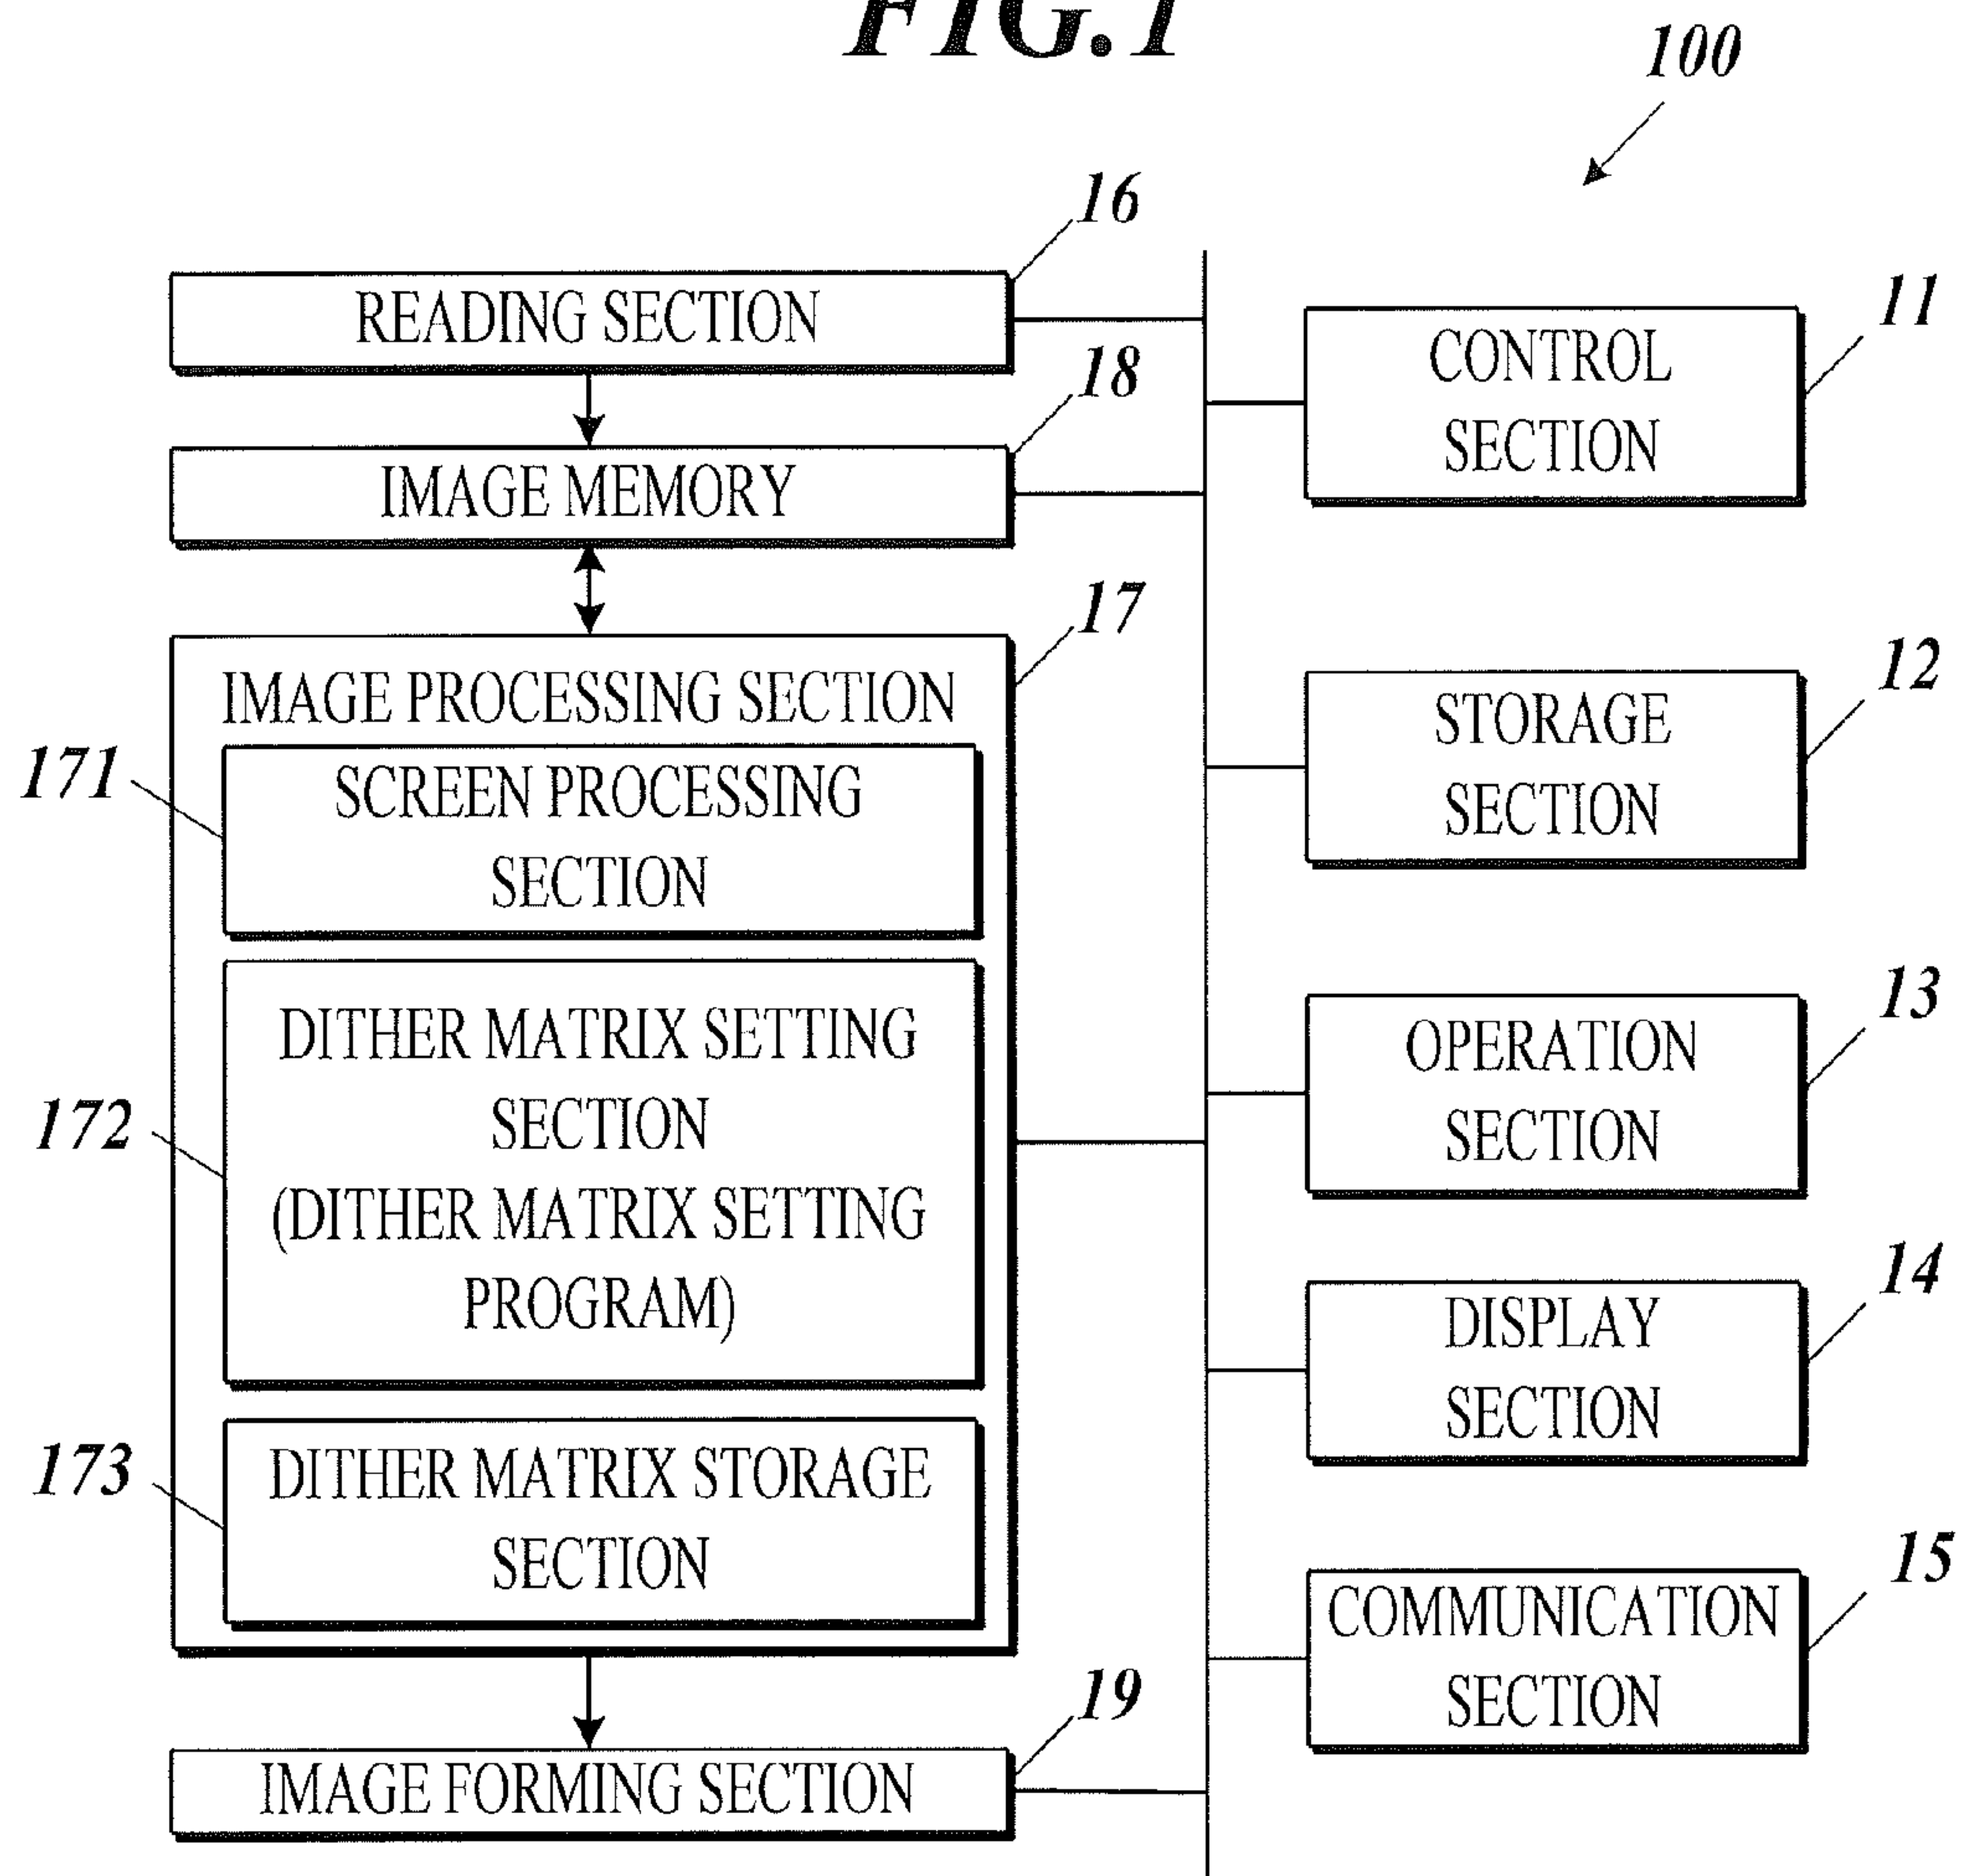 FIG.1
100
16
READING SECTION
18
IMAGE MEMORY
17
IMAGE PROCESSING SECTION
171
SCREEN PROCESSING
SECTION
172
DITHER MATRIX SETTING
SECTION
(DITHER MATRIX SETTING
PROGRAM)
173
DITHER MATRIX STORAGE
SECTION
19
IMAGE FORMING SECTION
11
CONTROL
SECTION
12
STORAGE
SECTION
13
OPERATION
SECTION
14
DISPLAY
SECTION
15
COMMUNICATION
SECTION